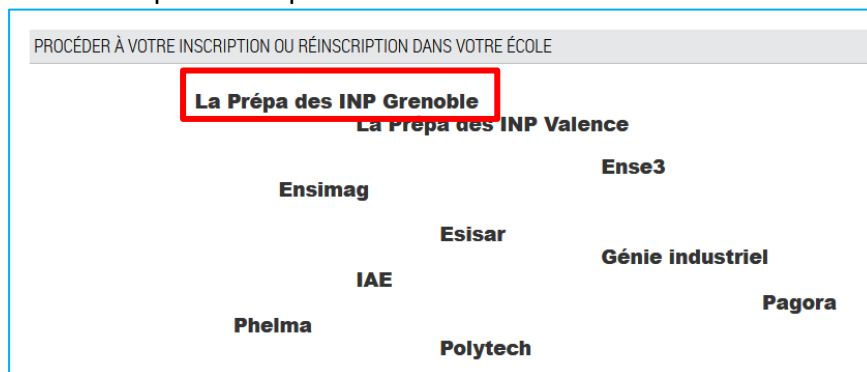 PROCÉDER À VOTRE INSCRIPTION OU RÉINSCRIPTION DANS VOTRE ÉCOLE
La Prépa des INP Grenoble
La Prépa des INP Valence
Ense3
Ensimag
Esisar
Génie industriel
IAE
Pagora
Phelma
Polytech